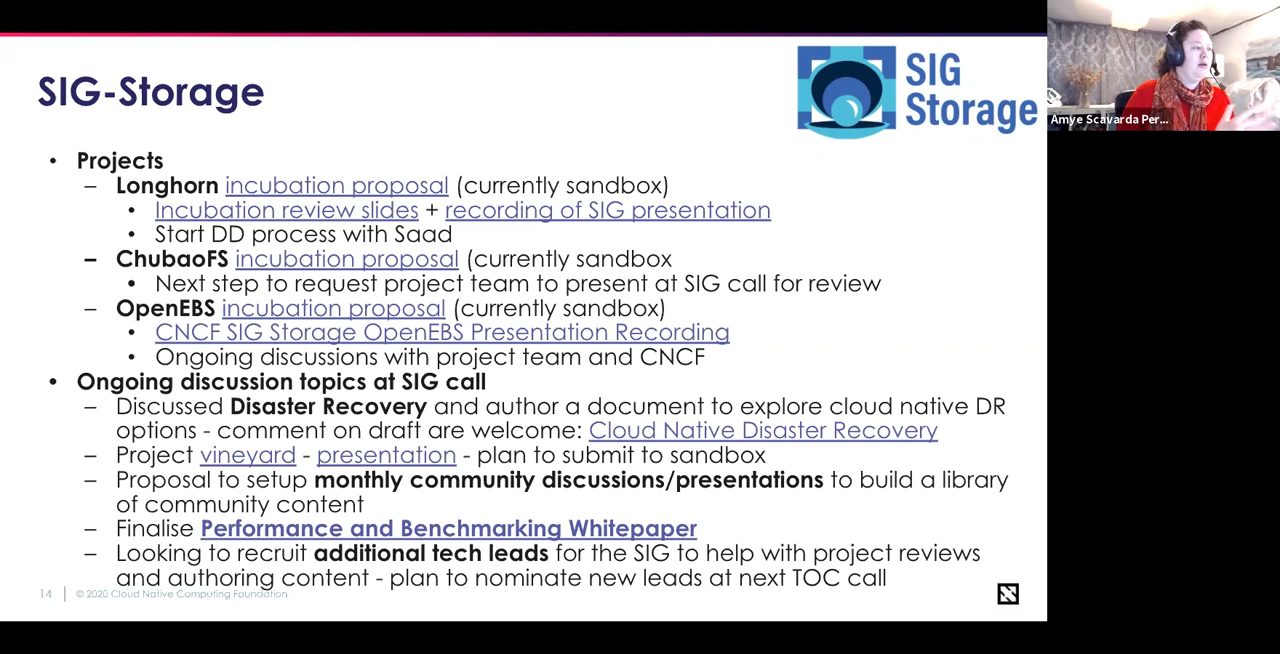 SIG-Storage
SIG
Storage
Amye Scavarda Per...
• Projects
– Longhorn incubation proposal (currently sandbox)
• Incubation review slides + recording of SIG presentation
• Start DD process with Saad
– ChubaoFS incubation proposal (currently sandbox
• Next step to request project team to present at SIG call for review
– OpenEBS incubation proposal (currently sandbox)
• CNCF SIG Storage OpenEBS Presentation Recording
• Ongoing discussions with project team and CNCF
• Ongoing discussion topics at SIG call
– Discussed Disaster Recovery and author a document to explore cloud native DR
options - comment on draft are welcome: Cloud Native Disaster Recovery
– Project vineyard - presentation - plan to submit to sandbox
– Proposal to setup monthly community discussions/presentations to build a library
of community content
– Finalise Performance and Benchmarking Whitepaper
– Looking to recruit additional tech leads for the SIG to help with project reviews
and authoring content - plan to nominate new leads at next TOC call
14 | © 2020 Cloud Native Computing Foundation